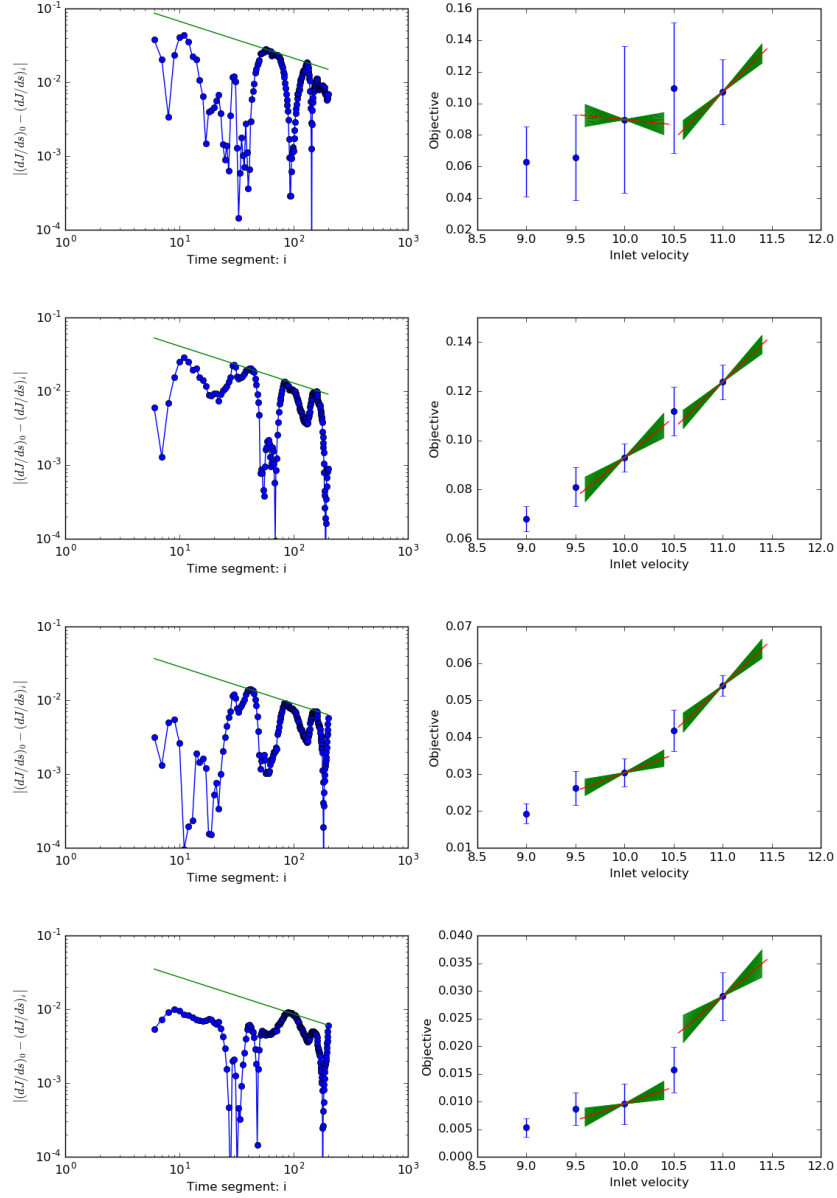 10^-1
10^-2
10^-3
10^-4
10^0 10^1 10^2 10^3
|(dJ/ds)_0 − (dJ/ds)_i|
Time segment: i
0.16
0.14
0.12
0.10
0.08
0.06
0.04
0.02
8.5 9.0 9.5 10.0 10.5 11.0 11.5 12.0
Objective
Inlet velocity
10^-1
10^-2
10^-3
10^-4
10^0 10^1 10^2 10^3
|(dJ/ds)_0 − (dJ/ds)_i|
Time segment: i
0.14
0.12
0.10
0.08
0.06
8.5 9.0 9.5 10.0 10.5 11.0 11.5 12.0
Objective
Inlet velocity
10^-1
10^-2
10^-3
10^-4
10^0 10^1 10^2 10^3
|(dJ/ds)_0 − (dJ/ds)_i|
Time segment: i
0.07
0.06
0.05
0.04
0.03
0.02
0.01
8.5 9.0 9.5 10.0 10.5 11.0 11.5 12.0
Objective
Inlet velocity
10^-1
10^-2
10^-3
10^-4
10^0 10^1 10^2 10^3
|(dJ/ds)_0 − (dJ/ds)_i|
Time segment: i
0.040
0.035
0.030
0.025
0.020
0.015
0.010
0.005
0.000
8.5 9.0 9.5 10.0 10.5 11.0 11.5 12.0
Objective
Inlet velocity